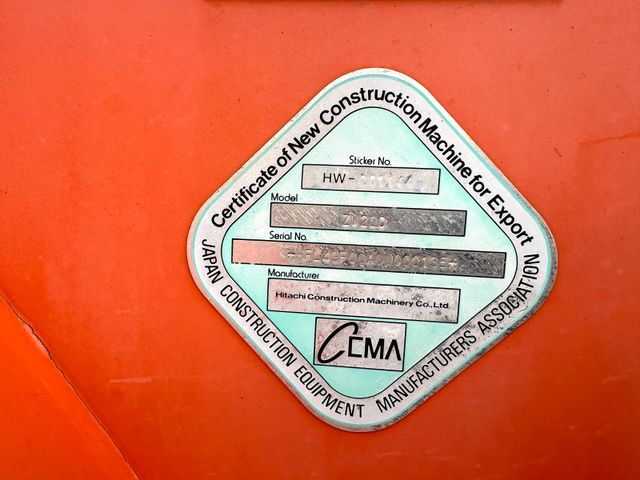 Certificate of New Construction Machine for Export
Sticker No.
HW-
Model
Serial No.
Manufacturer
Hitachi Construction Machinery Co., Ltd.
CEMA
JAPAN CONSTRUCTION EQUIPMENT MANUFACTURERS ASSOCIATION